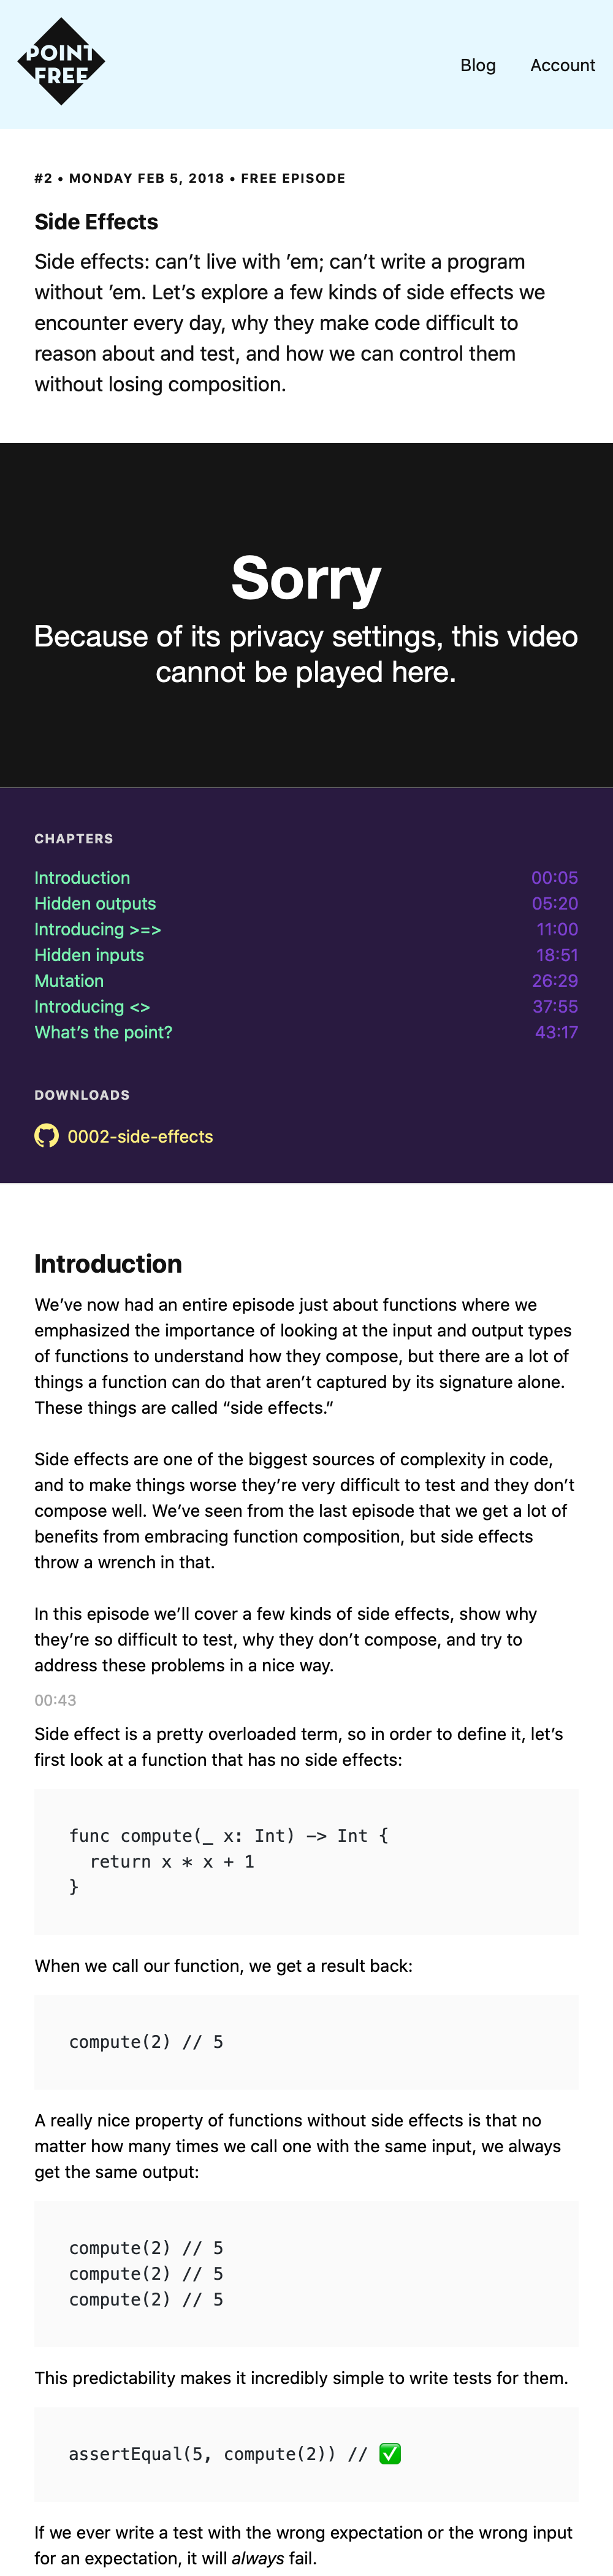 POINT
FREE
Blog Account
#2 • MONDAY FEB 5, 2018 • FREE EPISODE
Side Effects
Side effects: can’t live with ’em; can’t write a program
without ’em. Let’s explore a few kinds of side effects we
encounter every day, why they make code difficult to
reason about and test, and how we can control them
without losing composition.
Sorry
Because of its privacy settings, this video
cannot be played here.
CHAPTERS
Introduction 00:05
Hidden outputs 05:20
Introducing >=> 11:00
Hidden inputs 18:51
Mutation 26:29
Introducing <> 37:55
What’s the point? 43:17
DOWNLOADS
0002-side-effects
Introduction
We’ve now had an entire episode just about functions where we
emphasized the importance of looking at the input and output types
of functions to understand how they compose, but there are a lot of
things a function can do that aren’t captured by its signature alone.
These things are called “side effects.”
Side effects are one of the biggest sources of complexity in code,
and to make things worse they’re very difficult to test and they don’t
compose well. We’ve seen from the last episode that we get a lot of
benefits from embracing function composition, but side effects
throw a wrench in that.
In this episode we’ll cover a few kinds of side effects, show why
they’re so difficult to test, why they don’t compose, and try to
address these problems in a nice way.
00:43
Side effect is a pretty overloaded term, so in order to define it, let’s
first look at a function that has no side effects:
func compute(_ x: Int) -> Int {
  return x * x + 1
}
When we call our function, we get a result back:
compute(2) // 5
A really nice property of functions without side effects is that no
matter how many times we call one with the same input, we always
get the same output:
compute(2) // 5
compute(2) // 5
compute(2) // 5
This predictability makes it incredibly simple to write tests for them.
assertEqual(5, compute(2)) // ✅
If we ever write a test with the wrong expectation or the wrong input
for an expectation, it will always fail.